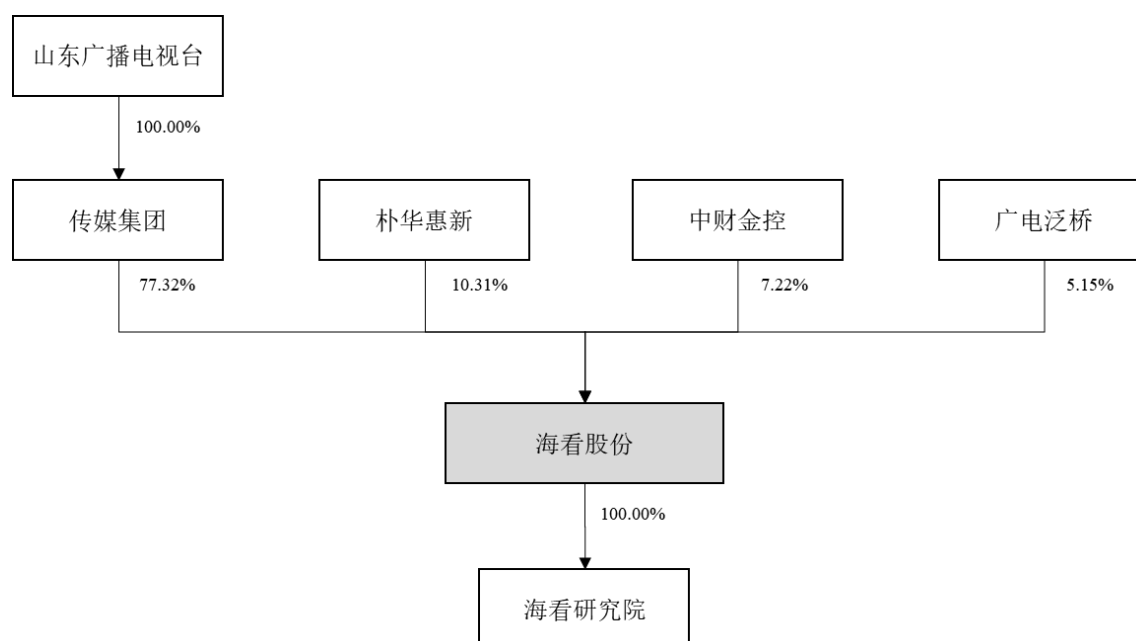 山东广播电视台
100.00%
传媒集团
朴华惠新
中财金控
广电泛桥
77.32%
10.31%
7.22%
5.15%
海看股份
100.00%
海看研究院